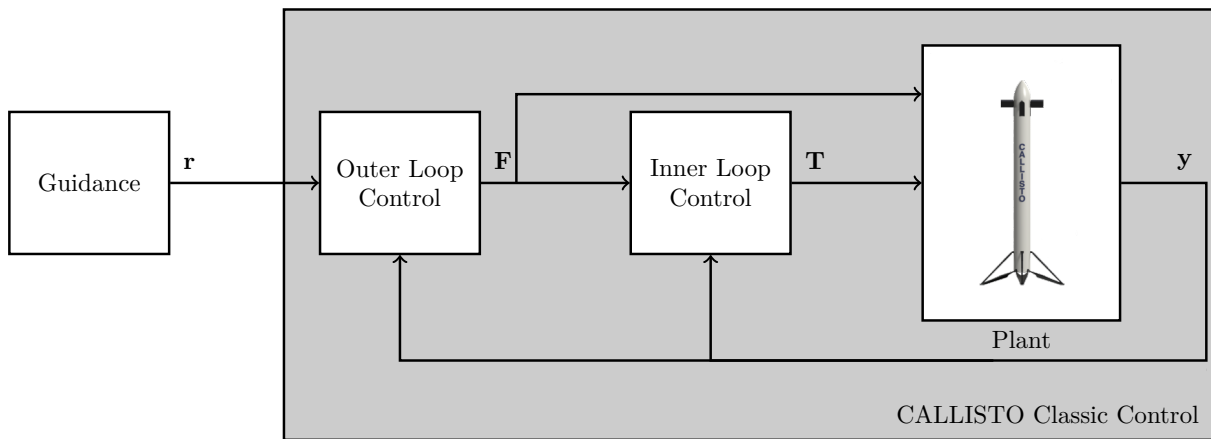 Guidance
r
Outer Loop
Control
F
Inner Loop
Control
T
CALLISTO
y
Plant
CALLISTO Classic Control